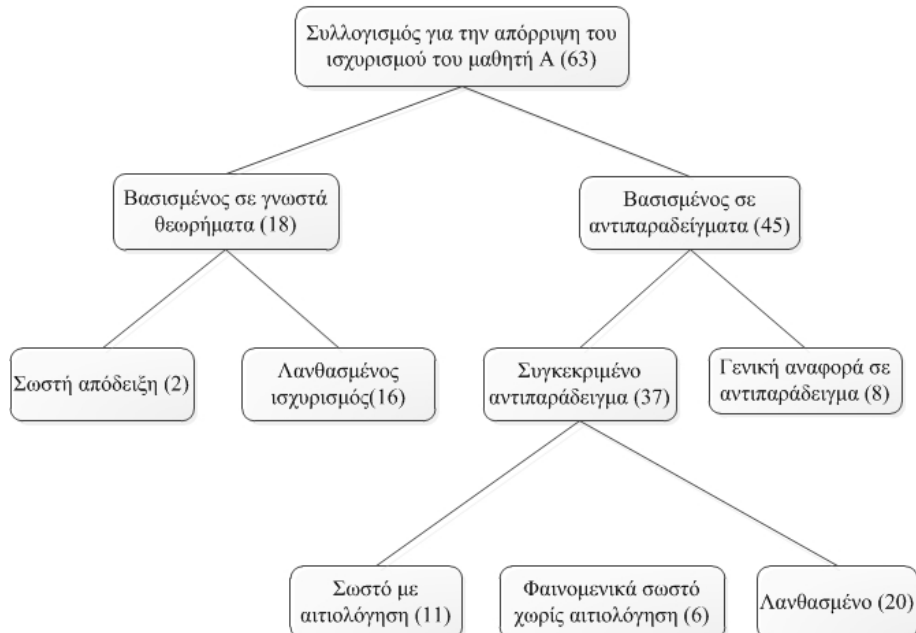 Συλλογισμός για την απόρριψη του
ισχυρισμού του μαθητή Α (63)
Βασισμένος σε γνωστά
θεωρήματα (18)
Βασισμένος σε
αντιπαραδείγματα (45)
Σωστή απόδειξη (2)
Λανθασμένος
ισχυρισμός(16)
Συγκεκριμένο
αντιπαράδειγμα (37)
Γενική αναφορά σε
αντιπαράδειγμα (8)
Σωστό με
αιτιολόγηση (11)
Φαινομενικά σωστό
χωρίς αιτιολόγηση (6)
Λανθασμένο (20)